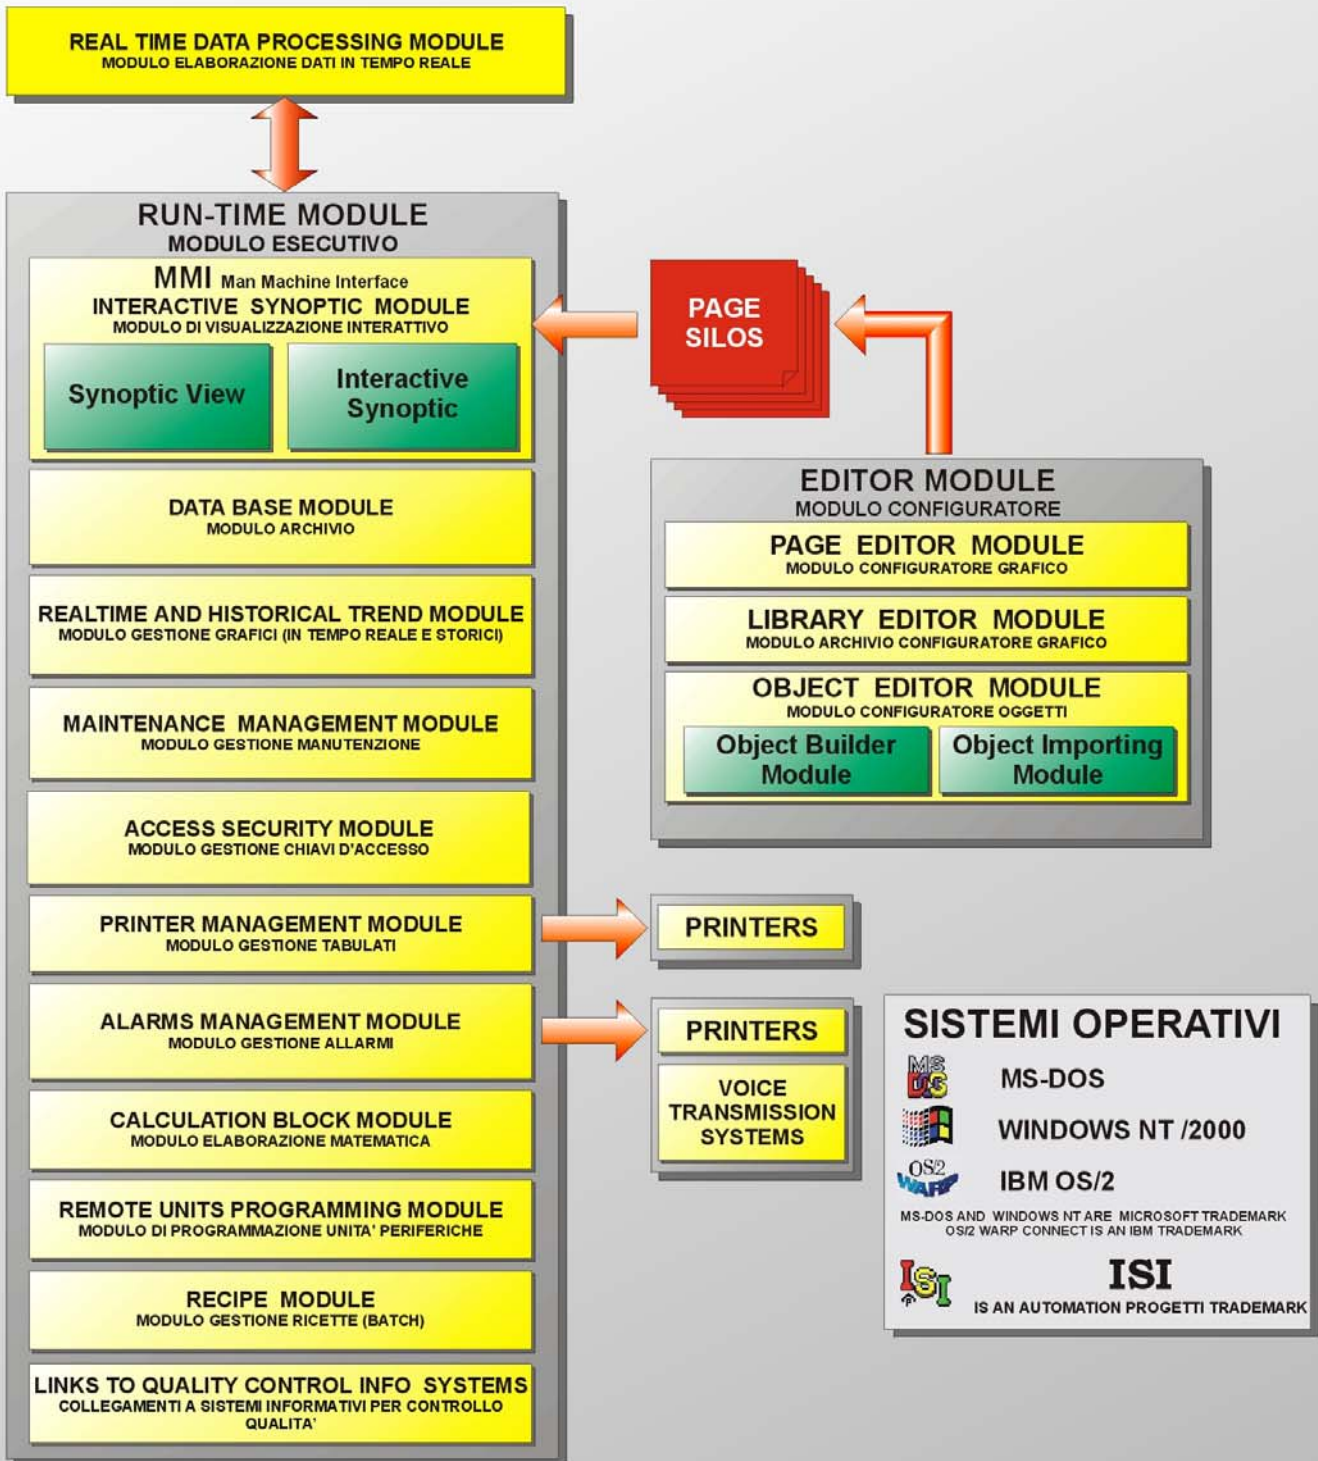 REAL TIME DATA PROCESSING MODULE
MODULO ELABORAZIONE DATI IN TEMPO REALE
RUN-TIME MODULE
MODULO ESECUTIVO
MMI Man Machine Interface
INTERACTIVE SYNOPTIC MODULE
MODULO DI VISUALIZZAZIONE INTERATTIVO
Synoptic View
Interactive
Synoptic
DATA BASE MODULE
MODULO ARCHIVIO
REALTIME AND HISTORICAL TREND MODULE
MODULO GESTIONE GRAFICI (IN TEMPO REALE E STORICI)
MAINTENANCE MANAGEMENT MODULE
MODULO GESTIONE MANUTENZIONE
ACCESS SECURITY MODULE
MODULO GESTIONE CHIAVI D'ACCESSO
PRINTER MANAGEMENT MODULE
MODULO GESTIONE TABULATI
ALARMS MANAGEMENT MODULE
MODULO GESTIONE ALLARMI
CALCULATION BLOCK MODULE
MODULO ELABORAZIONE MATEMATICA
REMOTE UNITS PROGRAMMING MODULE
MODULO DI PROGRAMMAZIONE UNITA' PERIFERICHE
RECIPE MODULE
MODULO GESTIONE RICETTE (BATCH)
LINKS TO QUALITY CONTROL INFO SYSTEMS
COLLEGAMENTI A SISTEMI INFORMATIVI PER CONTROLLO
QUALITA'
PAGE
SILOS
EDITOR MODULE
MODULO CONFIGURATORE
PAGE EDITOR MODULE
MODULO CONFIGURATORE GRAFICO
LIBRARY EDITOR MODULE
MODULO ARCHIVIO CONFIGURATORE GRAFICO
OBJECT EDITOR MODULE
MODULO CONFIGURATORE OGGETTI
Object Builder
Module
Object Importing
Module
PRINTERS
PRINTERS
VOICE
TRANSMISSION
SYSTEMS
SISTEMI OPERATIVI
MS
DOS
MS-DOS
WINDOWS NT /2000
OS/2
WARP
IBM OS/2
MS-DOS AND WINDOWS NT ARE MICROSOFT TRADEMARK
OS/2 WARP CONNECT IS AN IBM TRADEMARK
ISI
ISI
IS AN AUTOMATION PROGETTI TRADEMARK